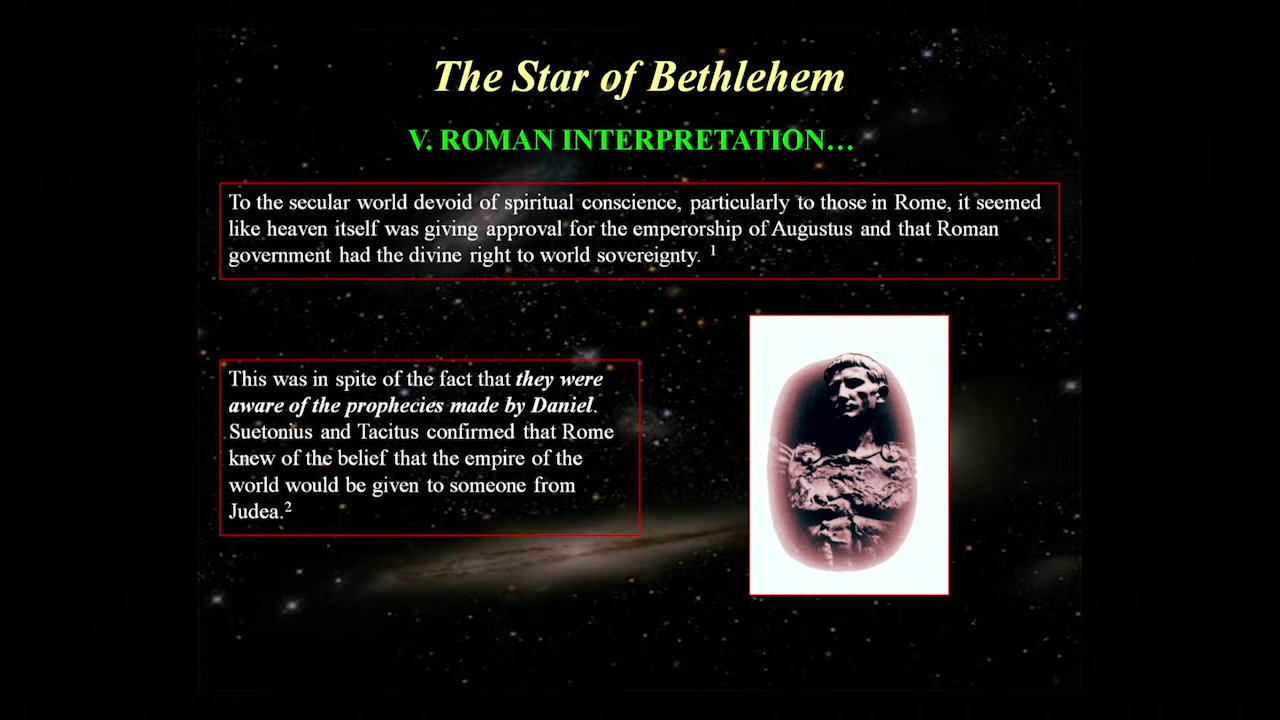 The Star of Bethlehem
V. ROMAN INTERPRETATION…
To the secular world devoid of spiritual conscience, particularly to those in Rome, it seemed
like heaven itself was giving approval for the emperorship of Augustus and that Roman
government had the divine right to world sovereignty. 1
This was in spite of the fact that they were
aware of the prophecies made by Daniel.
Suetonius and Tacitus confirmed that Rome
knew of the belief that the empire of the
world would be given to someone from
Judea.2